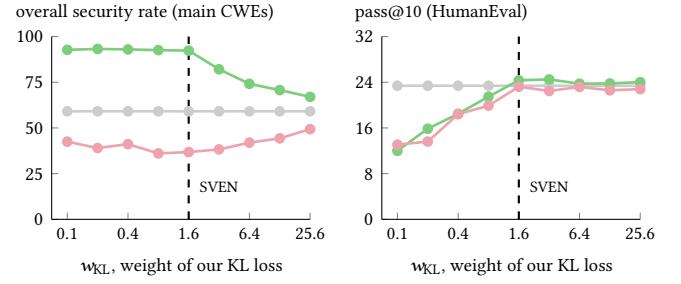 overall security rate (main CWEs)
100
75
50
25
0
SVEN
0.1 0.4 1.6 6.4 25.6
wKL, weight of our KL loss
pass@10 (HumanEval)
32
24
16
8
0
SVEN
0.1 0.4 1.6 6.4 25.6
wKL, weight of our KL loss